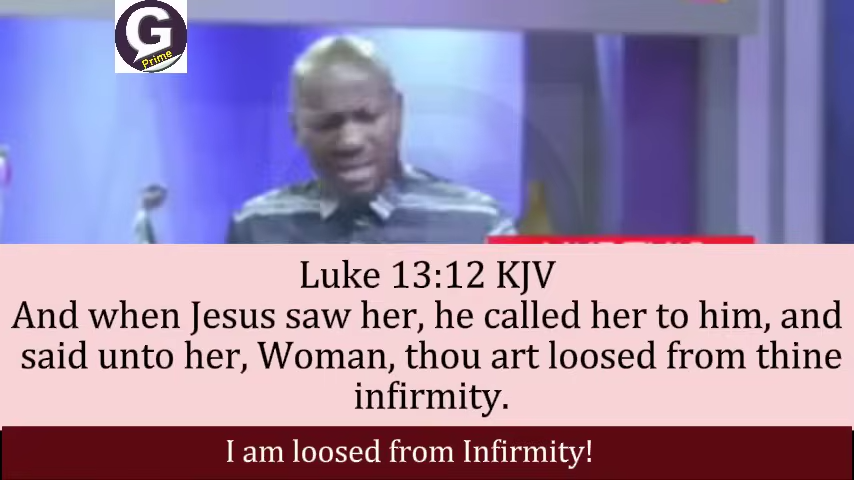 G
Prime
Luke 13:12 KJV
And when Jesus saw her, he called her to him, and
said unto her, Woman, thou art loosed from thine
infirmity.
I am loosed from Infirmity!